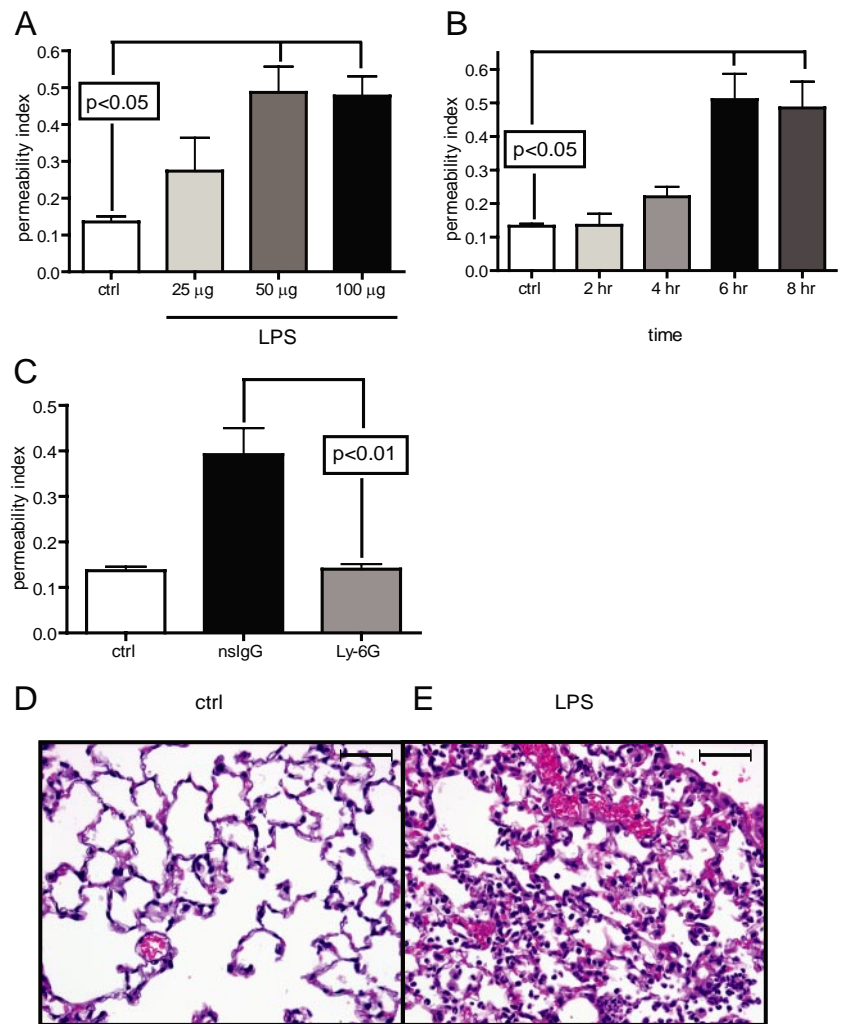 A
permeability index
0.6
0.5
0.4
0.3
0.2
0.1
0.0
p<0.05
ctrl 25 µg 50 µg 100 µg
LPS
B
permeability index
0.6
0.5
0.4
0.3
0.2
0.1
0.0
p<0.05
ctrl 2 hr 4 hr 6 hr 8 hr
time
C
permeability index
0.5
0.4
0.3
0.2
0.1
0.0
p<0.01
ctrl nsIgG Ly-6G
D ctrl
E LPS